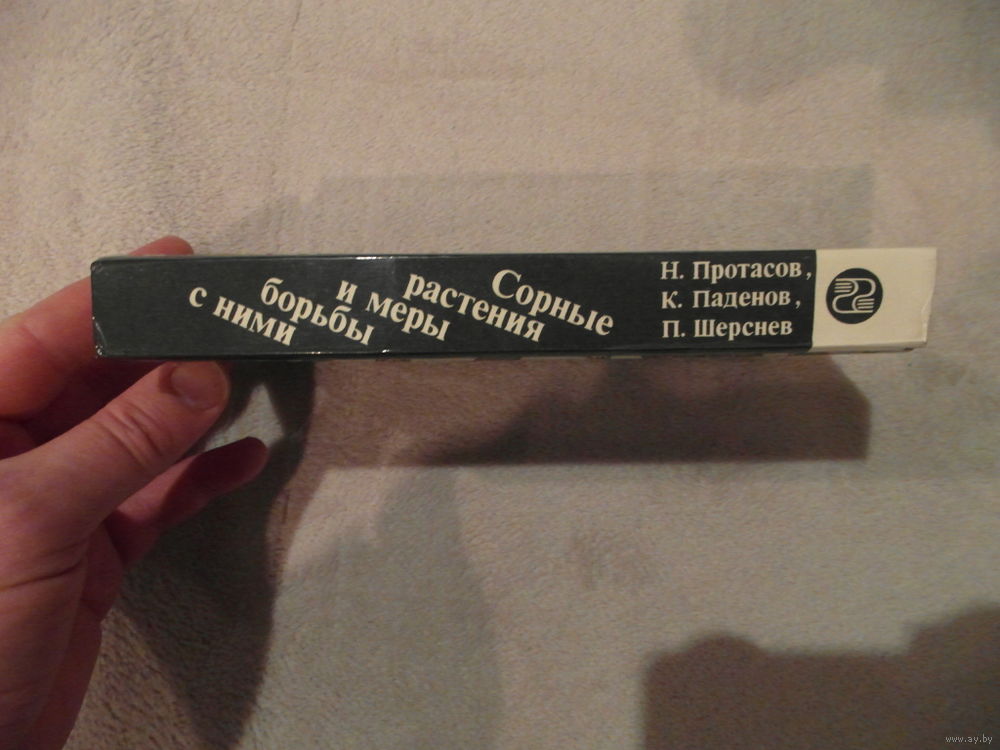 Н. Протасов,
К. Паденов,
П. Шерснев
Сорные
растения
и меры
борьбы
с ними
www.ay.by